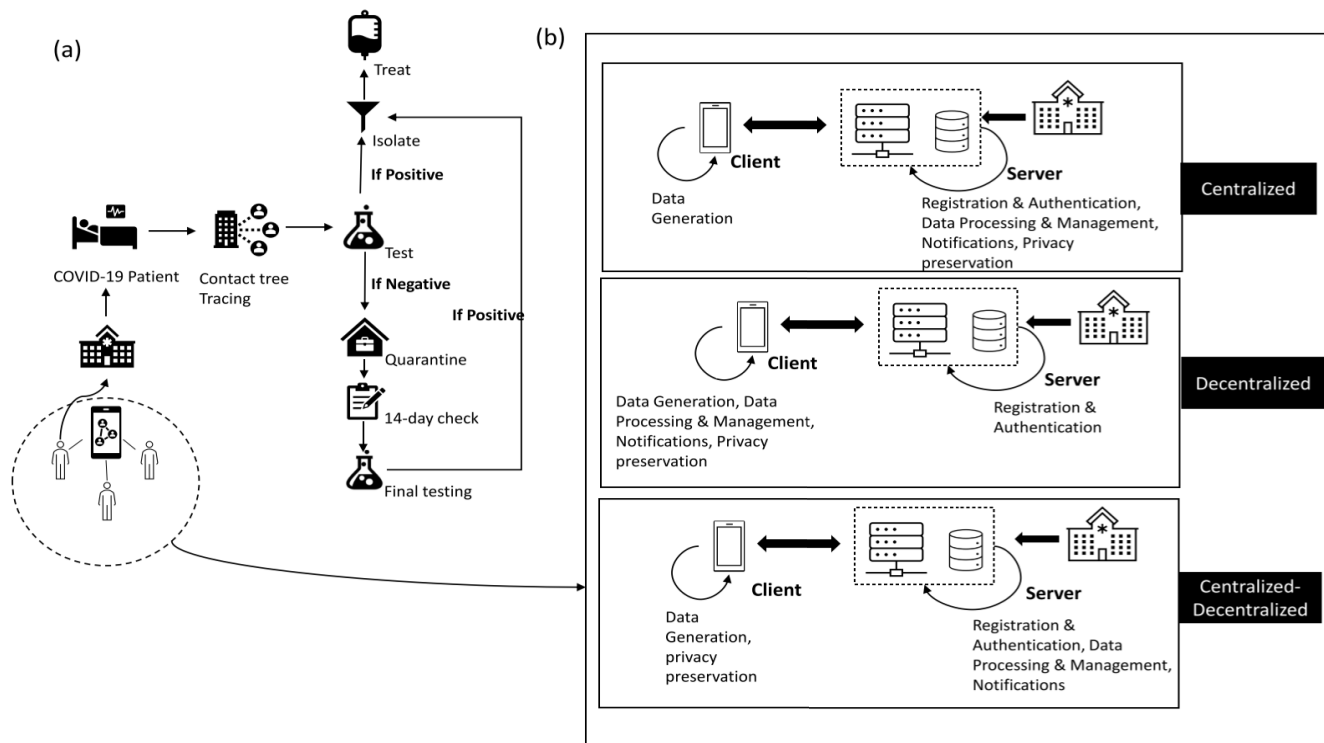 (a)
Treat
Isolate
If Positive
COVID-19 Patient
Contact tree
Tracing
Test
If Negative
If Positive
Quarantine
14-day check
Final testing
(b)
Client
Data
Generation
Server
Registration & Authentication,
Data Processing & Management,
Notifications, Privacy
preservation
Centralized
Client
Data Generation, Data
Processing & Management,
Notifications, Privacy
preservation
Server
Registration &
Authentication
Decentralized
Client
Data
Generation,
privacy
preservation
Server
Registration &
Authentication, Data
Processing & Management,
Notifications
Centralized-
Decentralized